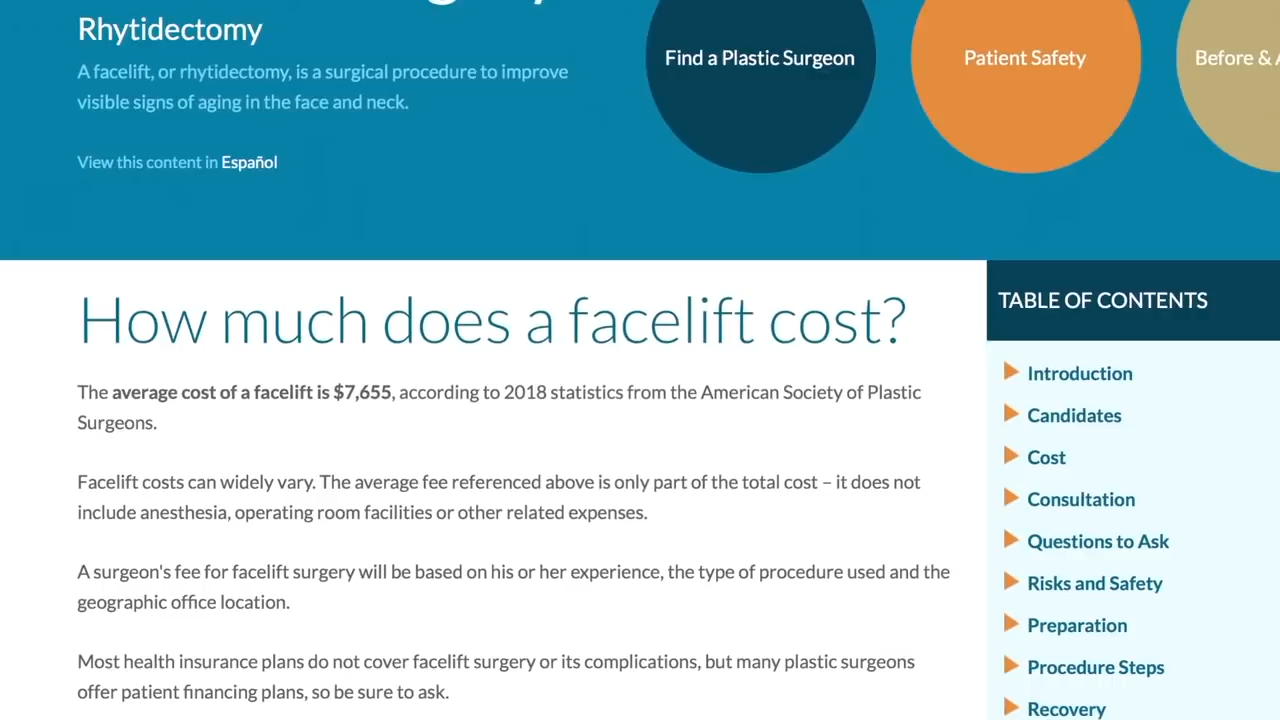 Rhytidectomy
A facelift, or rhytidectomy, is a surgical procedure to improve
visible signs of aging in the face and neck.
View this content in Español
Find a Plastic Surgeon
Patient Safety
Before &
How much does a facelift cost?
The average cost of a facelift is $7,655, according to 2018 statistics from the American Society of Plastic
Surgeons.
Facelift costs can widely vary. The average fee referenced above is only part of the total cost – it does not
include anesthesia, operating room facilities or other related expenses.
A surgeon's fee for facelift surgery will be based on his or her experience, the type of procedure used and the
geographic office location.
Most health insurance plans do not cover facelift surgery or its complications, but many plastic surgeons
offer patient financing plans, so be sure to ask.
TABLE OF CONTENTS
Introduction
Candidates
Cost
Consultation
Questions to Ask
Risks and Safety
Preparation
Procedure Steps
Recovery